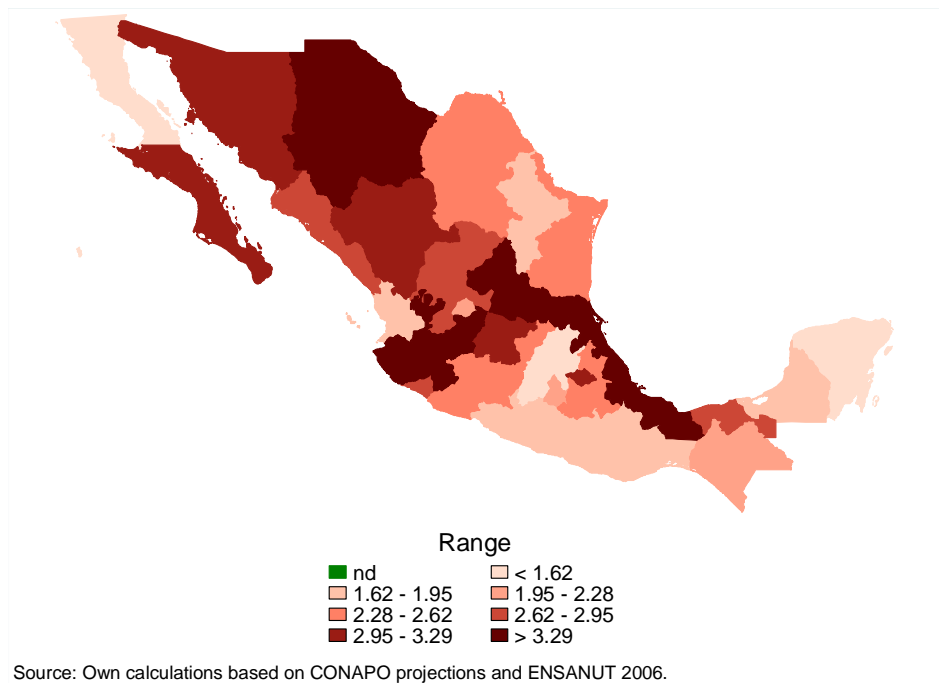 Range
nd
< 1.62
1.62 - 1.95
1.95 - 2.28
2.28 - 2.62
2.62 - 2.95
2.95 - 3.29
> 3.29
Source: Own calculations based on CONAPO projections and ENSANUT 2006.